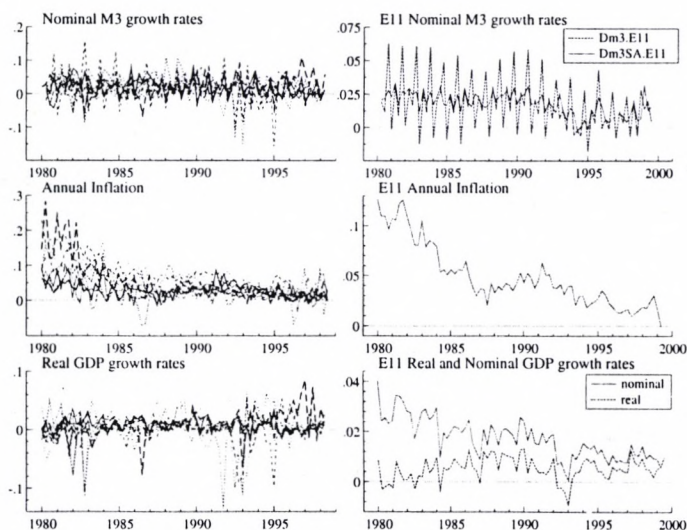 Nominal M3 growth rates
.2
.1
0
-.1
1980 1985 1990 1995
E11 Nominal M3 growth rates
Dm3.E11
Dm3SA.E11
.075
.05
.025
0
1980 1985 1990 1995 2000
Annual Inflation
.3
.2
.1
0
1980 1985 1990 1995
E11 Annual Inflation
.1
.05
0
1980 1985 1990 1995 2000
Real GDP growth rates
.1
0
-.1
1980 1985 1990 1995
E11 Real and Nominal GDP growth rates
nominal
real
.04
.02
0
1980 1985 1990 1995 2000